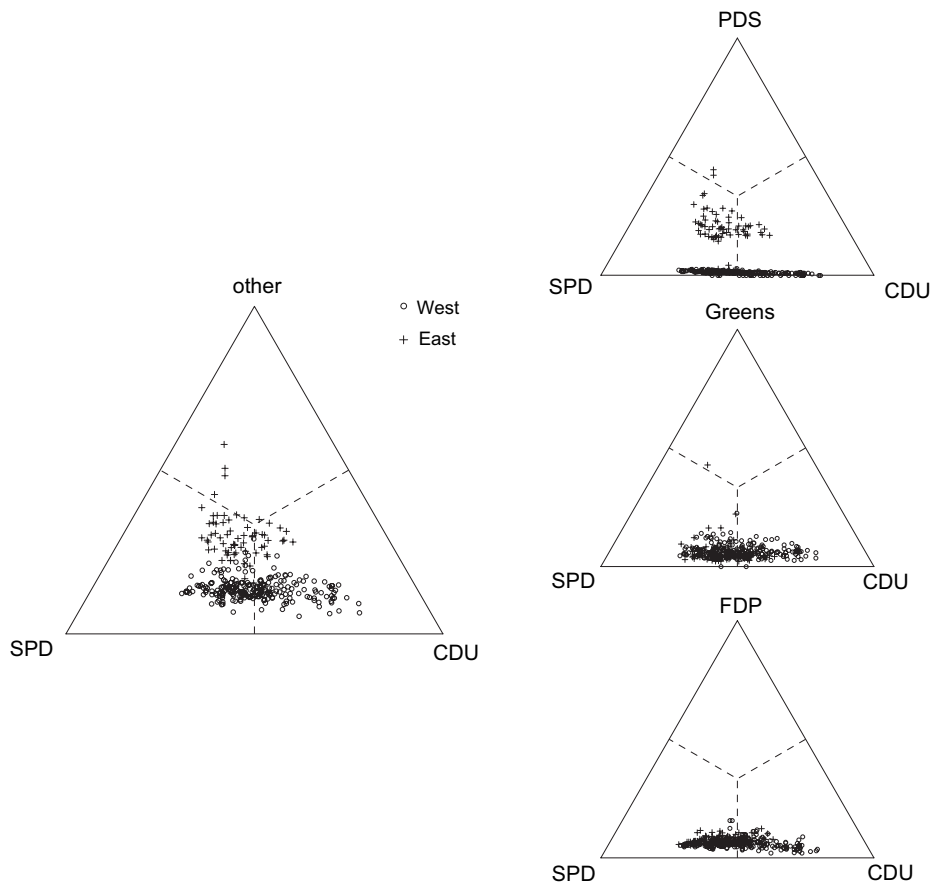 other
SPD
CDU
West
East
PDS
SPD
CDU
Greens
SPD
CDU
FDP
SPD
CDU